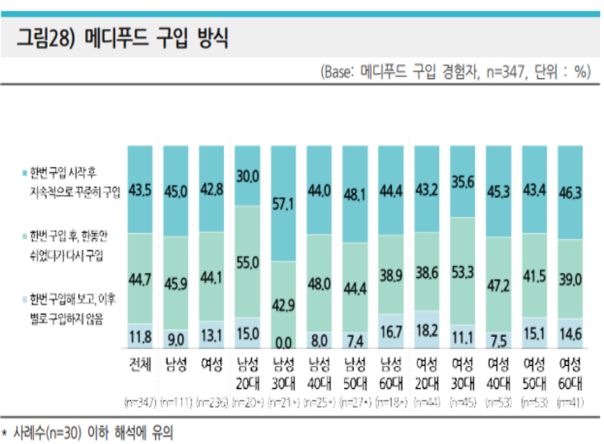 그림28) 메디푸드 구입 방식
(Base: 메디푸드 구입 경험자, n=347, 단위 : %)
한번 구입 시작 후
지속적으로 꾸준히 구입
43.5 45.0 42.8 30.0 57.1 44.0 48.1 44.4 43.2 35.6 45.3 43.4 46.3
한번 구입 후, 한동안
쉬었다가 다시 구입
44.7 45.9 44.1 55.0 42.9 48.0 44.4 38.9 38.6 53.3 47.2 41.5 39.0
한번 구입해 보고, 이후
별로 구입하지 않음
11.8 9.0 13.1 15.0 0.0 8.0 7.4 16.7 18.2 11.1 7.5 15.1 14.6
전체 남성 여성 남성 남성 남성 남성 남성 여성 여성 여성 여성 여성
20대 30대 40대 50대 60대 20대 30대 40대 50대 60대
(n=347) (n=111) (n=236) (n=20*) (n=21*) (n=25*) (n=27*) (n=18*) (n=44) (n=45) (n=53) (n=53) (n=41)
* 사례수(n=30) 이하 해석에 유의